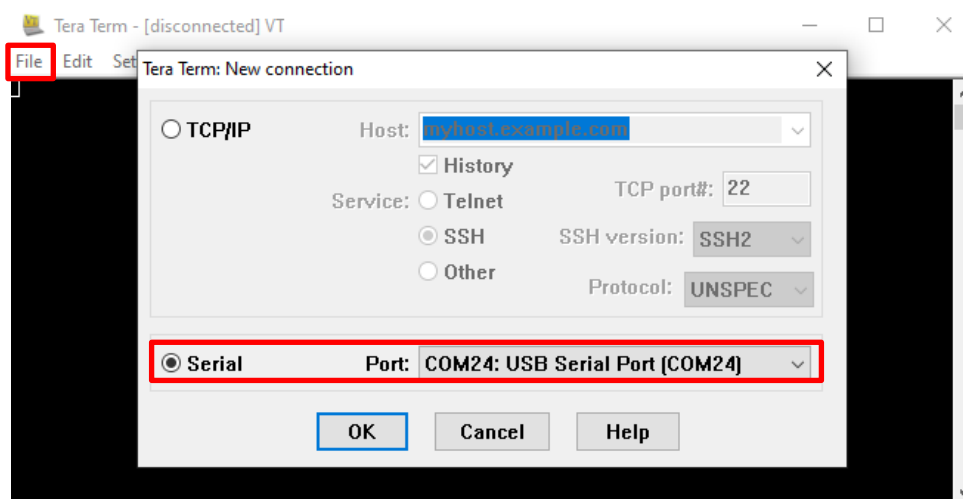 Tera Term - [disconnected] VT
File Edit Set
Tera Term: New connection
TCP/IP Host: myhost.example.com
History
Service: Telnet TCP port#: 22
SSH SSH version: SSH2
Other Protocol: UNSPEC
Serial Port: COM24: USB Serial Port (COM24)
OK Cancel Help